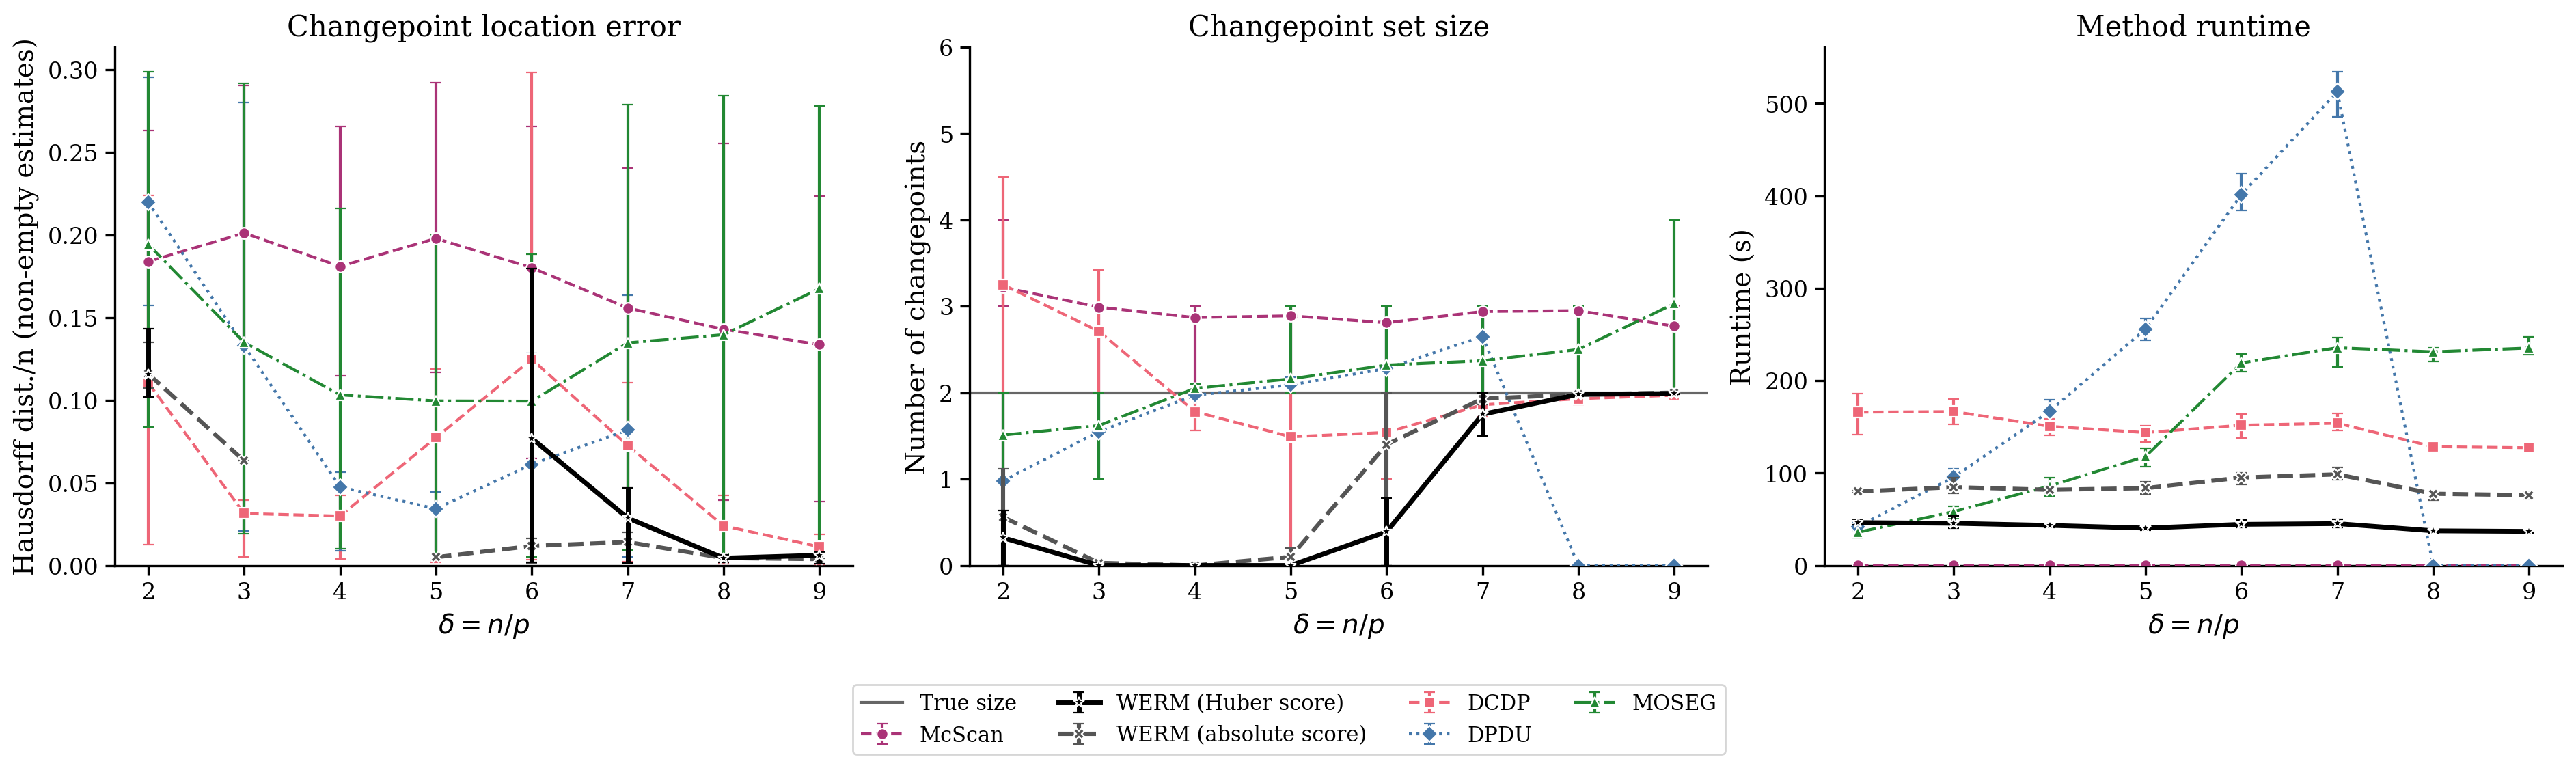 Changepoint location error
Hausdorff dist./n (non-empty estimates)
0.30
0.25
0.20
0.15
0.10
0.05
0.00
2 3 4 5 6 7 8 9
δ = n/p
Changepoint set size
Number of changepoints
6
5
4
3
2
1
0
2 3 4 5 6 7 8 9
δ = n/p
Method runtime
Runtime (s)
500
400
300
200
100
0
2 3 4 5 6 7 8 9
δ = n/p
True size
McScan
WERM (Huber score)
WERM (absolute score)
DCDP
DPDU
MOSEG